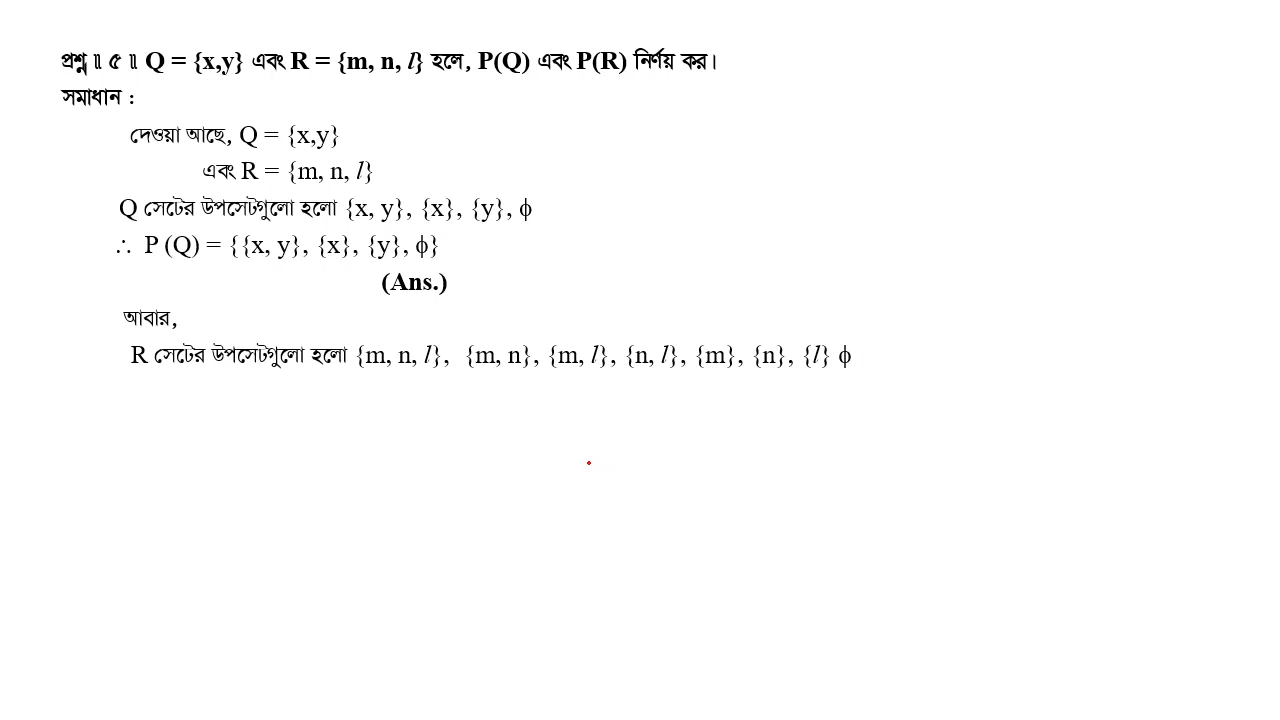 প্রশ্ন ॥ ৫ ॥ Q = {x,y} এবং R = {m, n, l} হলে, P(Q) এবং P(R) নির্ণয় কর।
সমাধান :
দেওয়া আছে, Q = {x,y}
এবং R = {m, n, l}
Q সেটের উপসেটগুলো হলো {x, y}, {x}, {y}, ϕ
∴ P (Q) = {{x, y}, {x}, {y}, ϕ}
(Ans.)
আবার,
R সেটের উপসেটগুলো হলো {m, n, l}, {m, n}, {m, l}, {n, l}, {m}, {n}, {l} ϕ